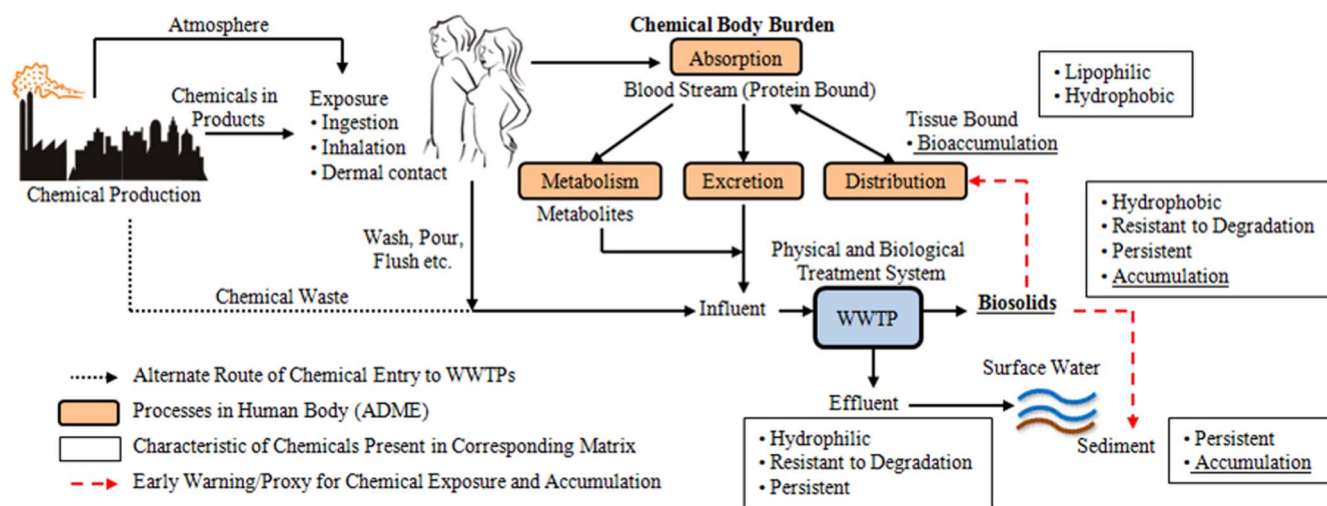 Atmosphere
Chemicals in
Products
Exposure
• Ingestion
• Inhalation
• Dermal contact
Chemical Production
Chemical Body Burden
Absorption
Blood Stream (Protein Bound)
• Lipophilic
• Hydrophobic
Tissue Bound
• Bioaccumulation
Metabolism
Excretion
Distribution
Metabolites
• Hydrophobic
• Resistant to Degradation
• Persistent
• Accumulation
Wash, Pour,
Flush etc.
Physical and Biological
Treatment System
Chemical Waste
Influent
WWTP
Biosolids
Surface Water
Effluent
• Hydrophilic
• Resistant to Degradation
• Persistent
Sediment
• Persistent
• Accumulation
Alternate Route of Chemical Entry to WWTPs
Processes in Human Body (ADME)
Characteristic of Chemicals Present in Corresponding Matrix
Early Warning/Proxy for Chemical Exposure and Accumulation